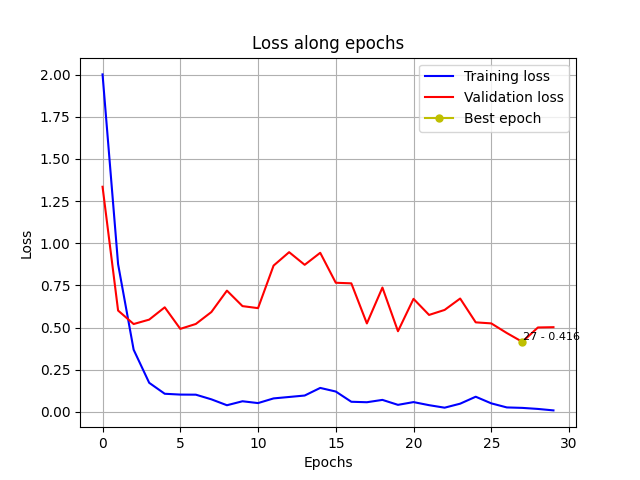 Loss along epochs
2.00
1.75
1.50
1.25
1.00
0.75
0.50
0.25
0.00
Loss
Training loss
Validation loss
Best epoch
27 - 0.416
0 5 10 15 20 25 30
Epochs